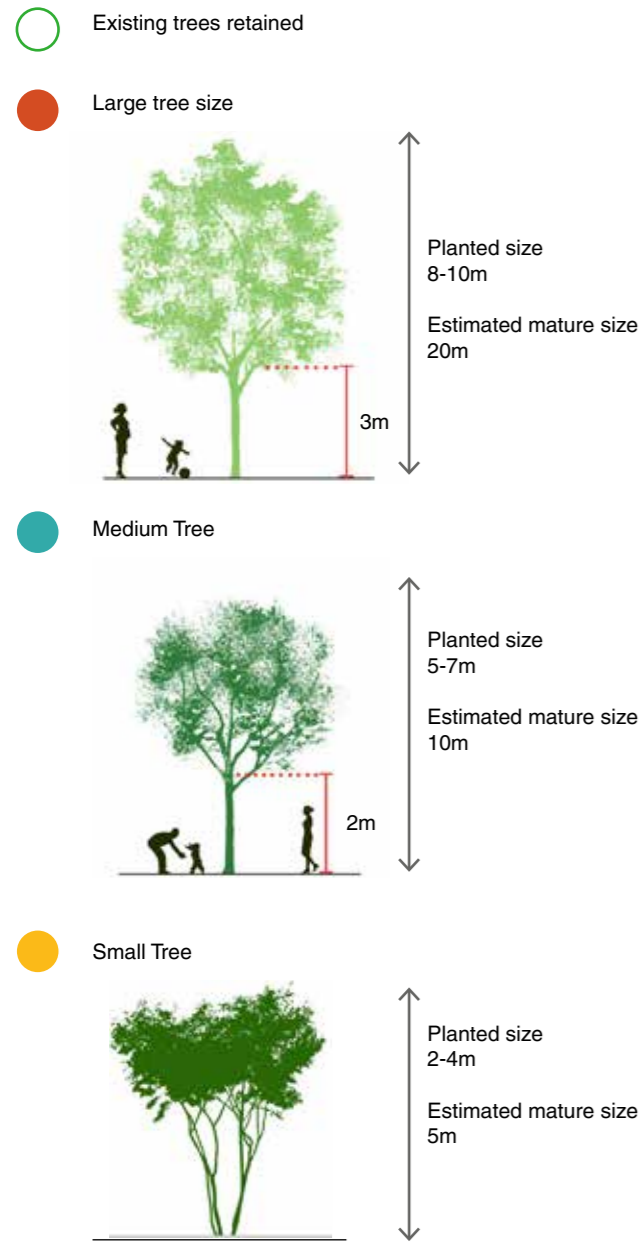 Existing trees retained
Large tree size
Planted size
8-10m
Estimated mature size
20m
3m
Medium Tree
Planted size
5-7m
Estimated mature size
10m
2m
Small Tree
Planted size
2-4m
Estimated mature size
5m